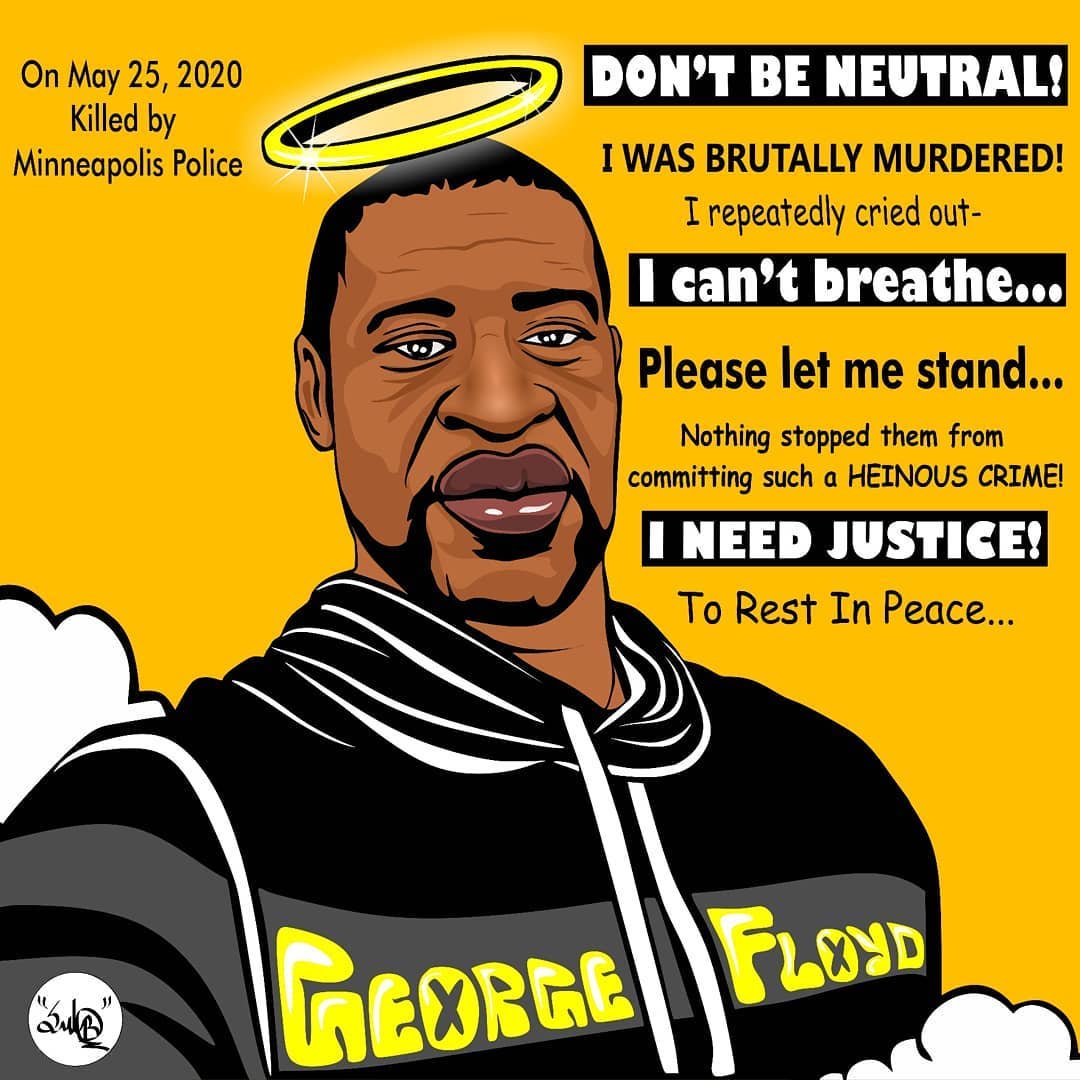 On May 25, 2020
Killed by
Minneapolis Police
DON'T BE NEUTRAL!
I WAS BRUTALLY MURDERED!
I repeatedly cried out-
I can't breathe...
Please let me stand...
Nothing stopped them from
committing such a HEINOUS CRIME!
I NEED JUSTICE!
To Rest In Peace...
GEORGE FLOYD